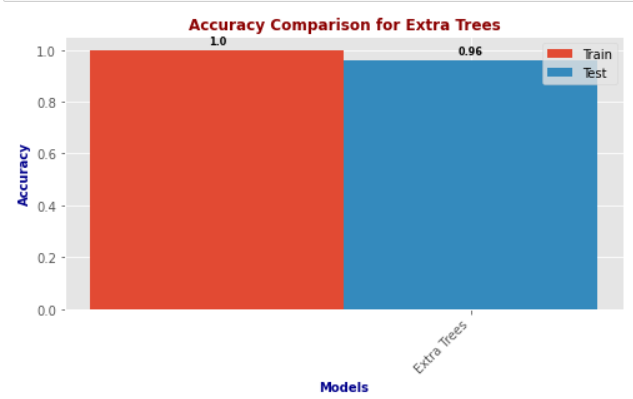 Accuracy Comparison for Extra Trees
1.0
0.96
Train
Test
1.0
0.8
0.6
0.4
0.2
0.0
Accuracy
Extra Trees
Models